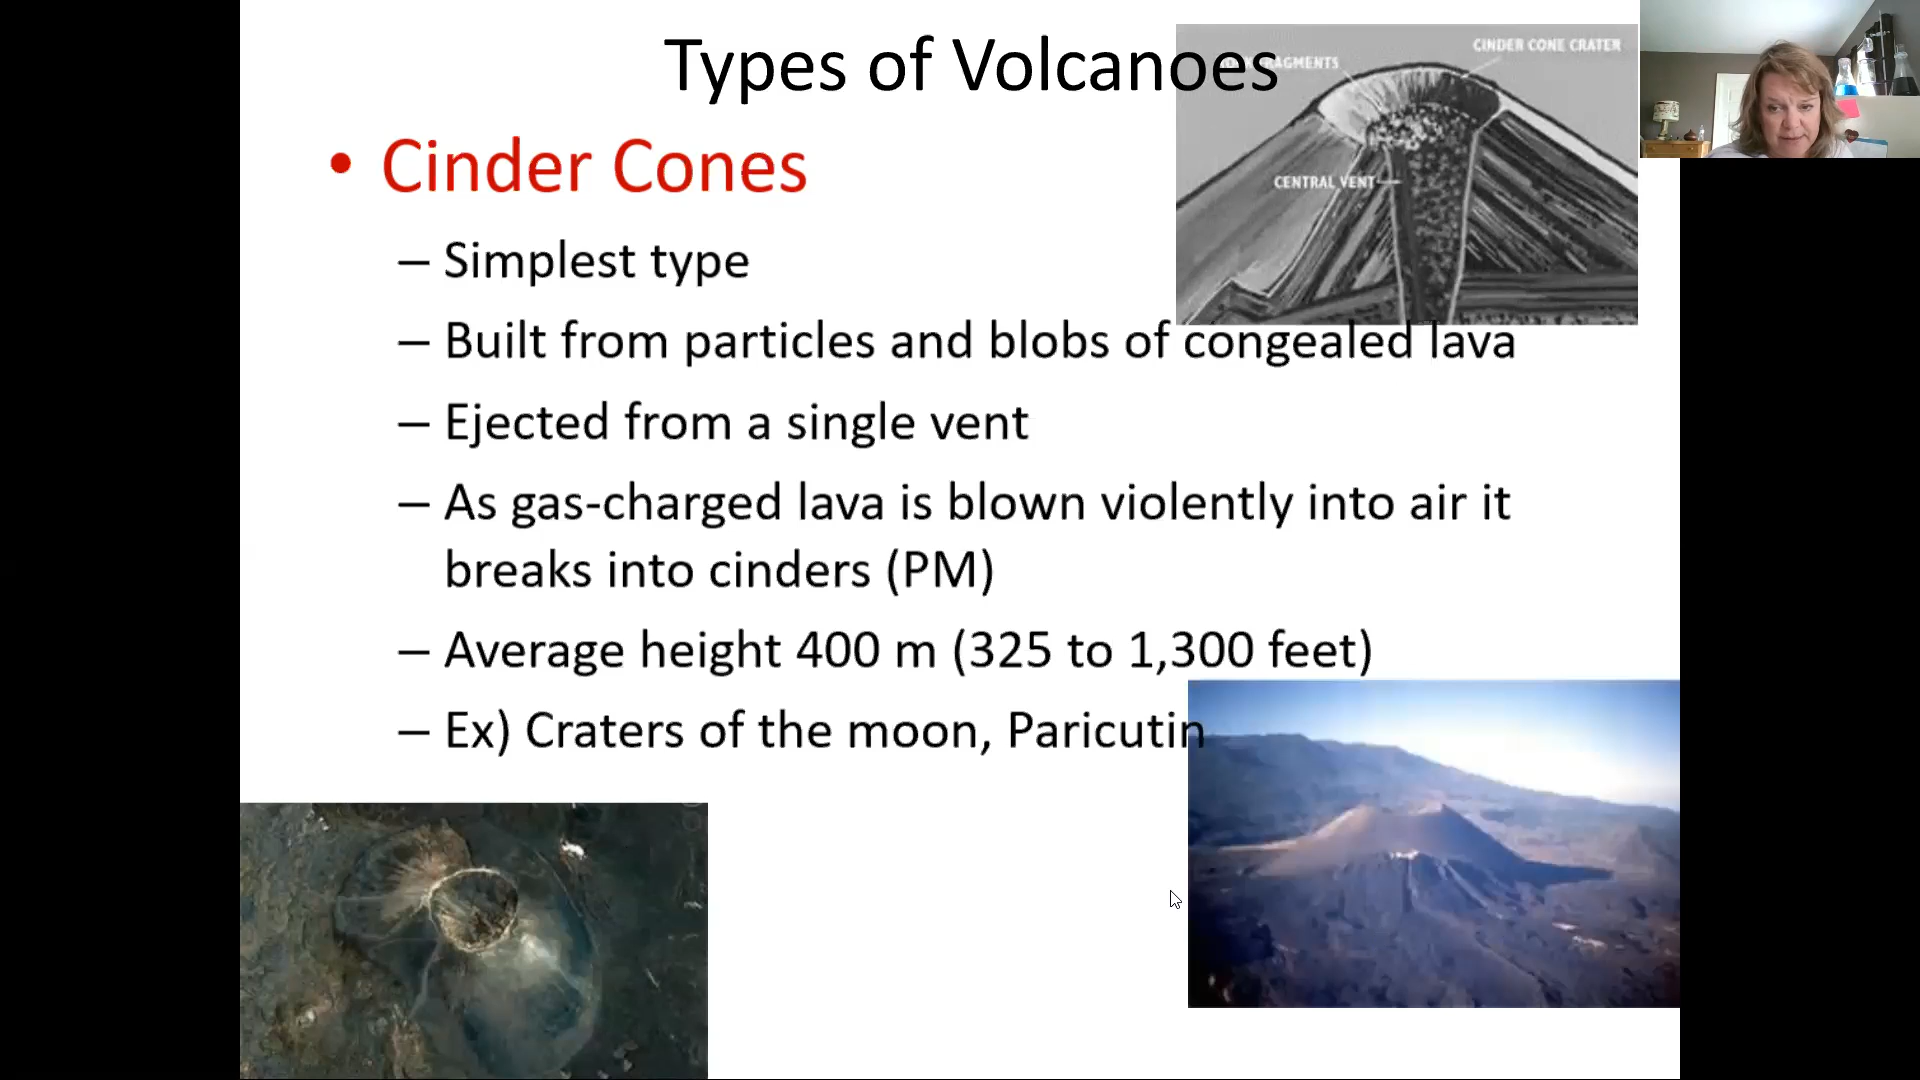 Types of Volcanoes
CINDER CONE CRATER
FRAGMENTS
• Cinder Cones
CENTRAL VENT
– Simplest type
– Built from particles and blobs of congealed lava
– Ejected from a single vent
– As gas-charged lava is blown violently into air it
breaks into cinders (PM)
– Average height 400 m (325 to 1,300 feet)
– Ex) Craters of the moon, Paricutin